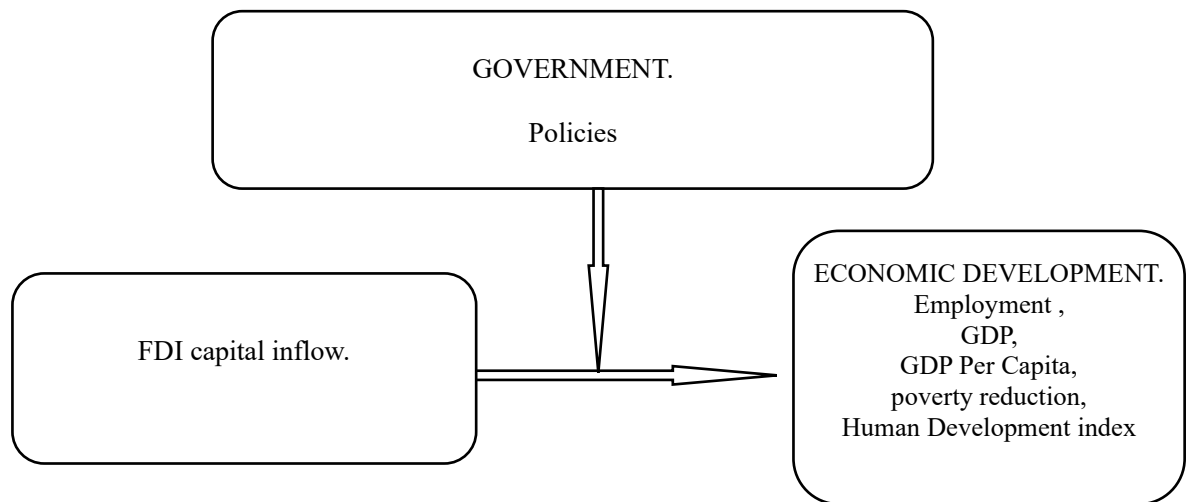 GOVERNMENT.
Policies
FDI capital inflow.
ECONOMIC DEVELOPMENT.
Employment ,
GDP,
GDP Per Capita,
poverty reduction,
Human Development index